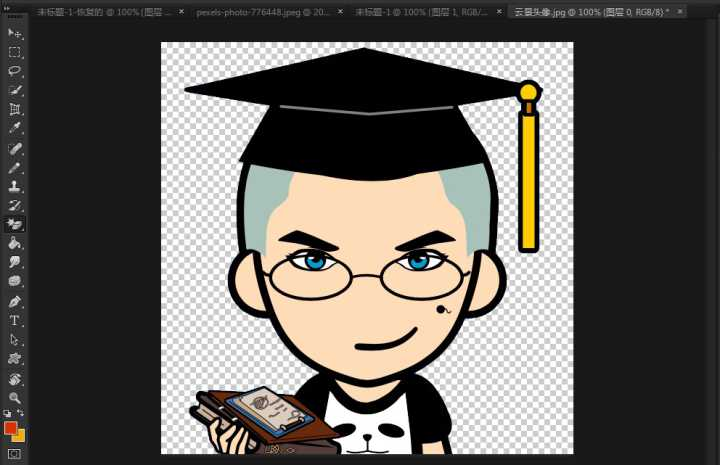 未标题-1-恢复的 @ 100% (图层 ...
pexels-photo-776448.jpeg @ 20...
未标题-1 @ 100% (图层 1, RGB/...
云景头像.jpg @ 100% (图层 0, RGB/8) *